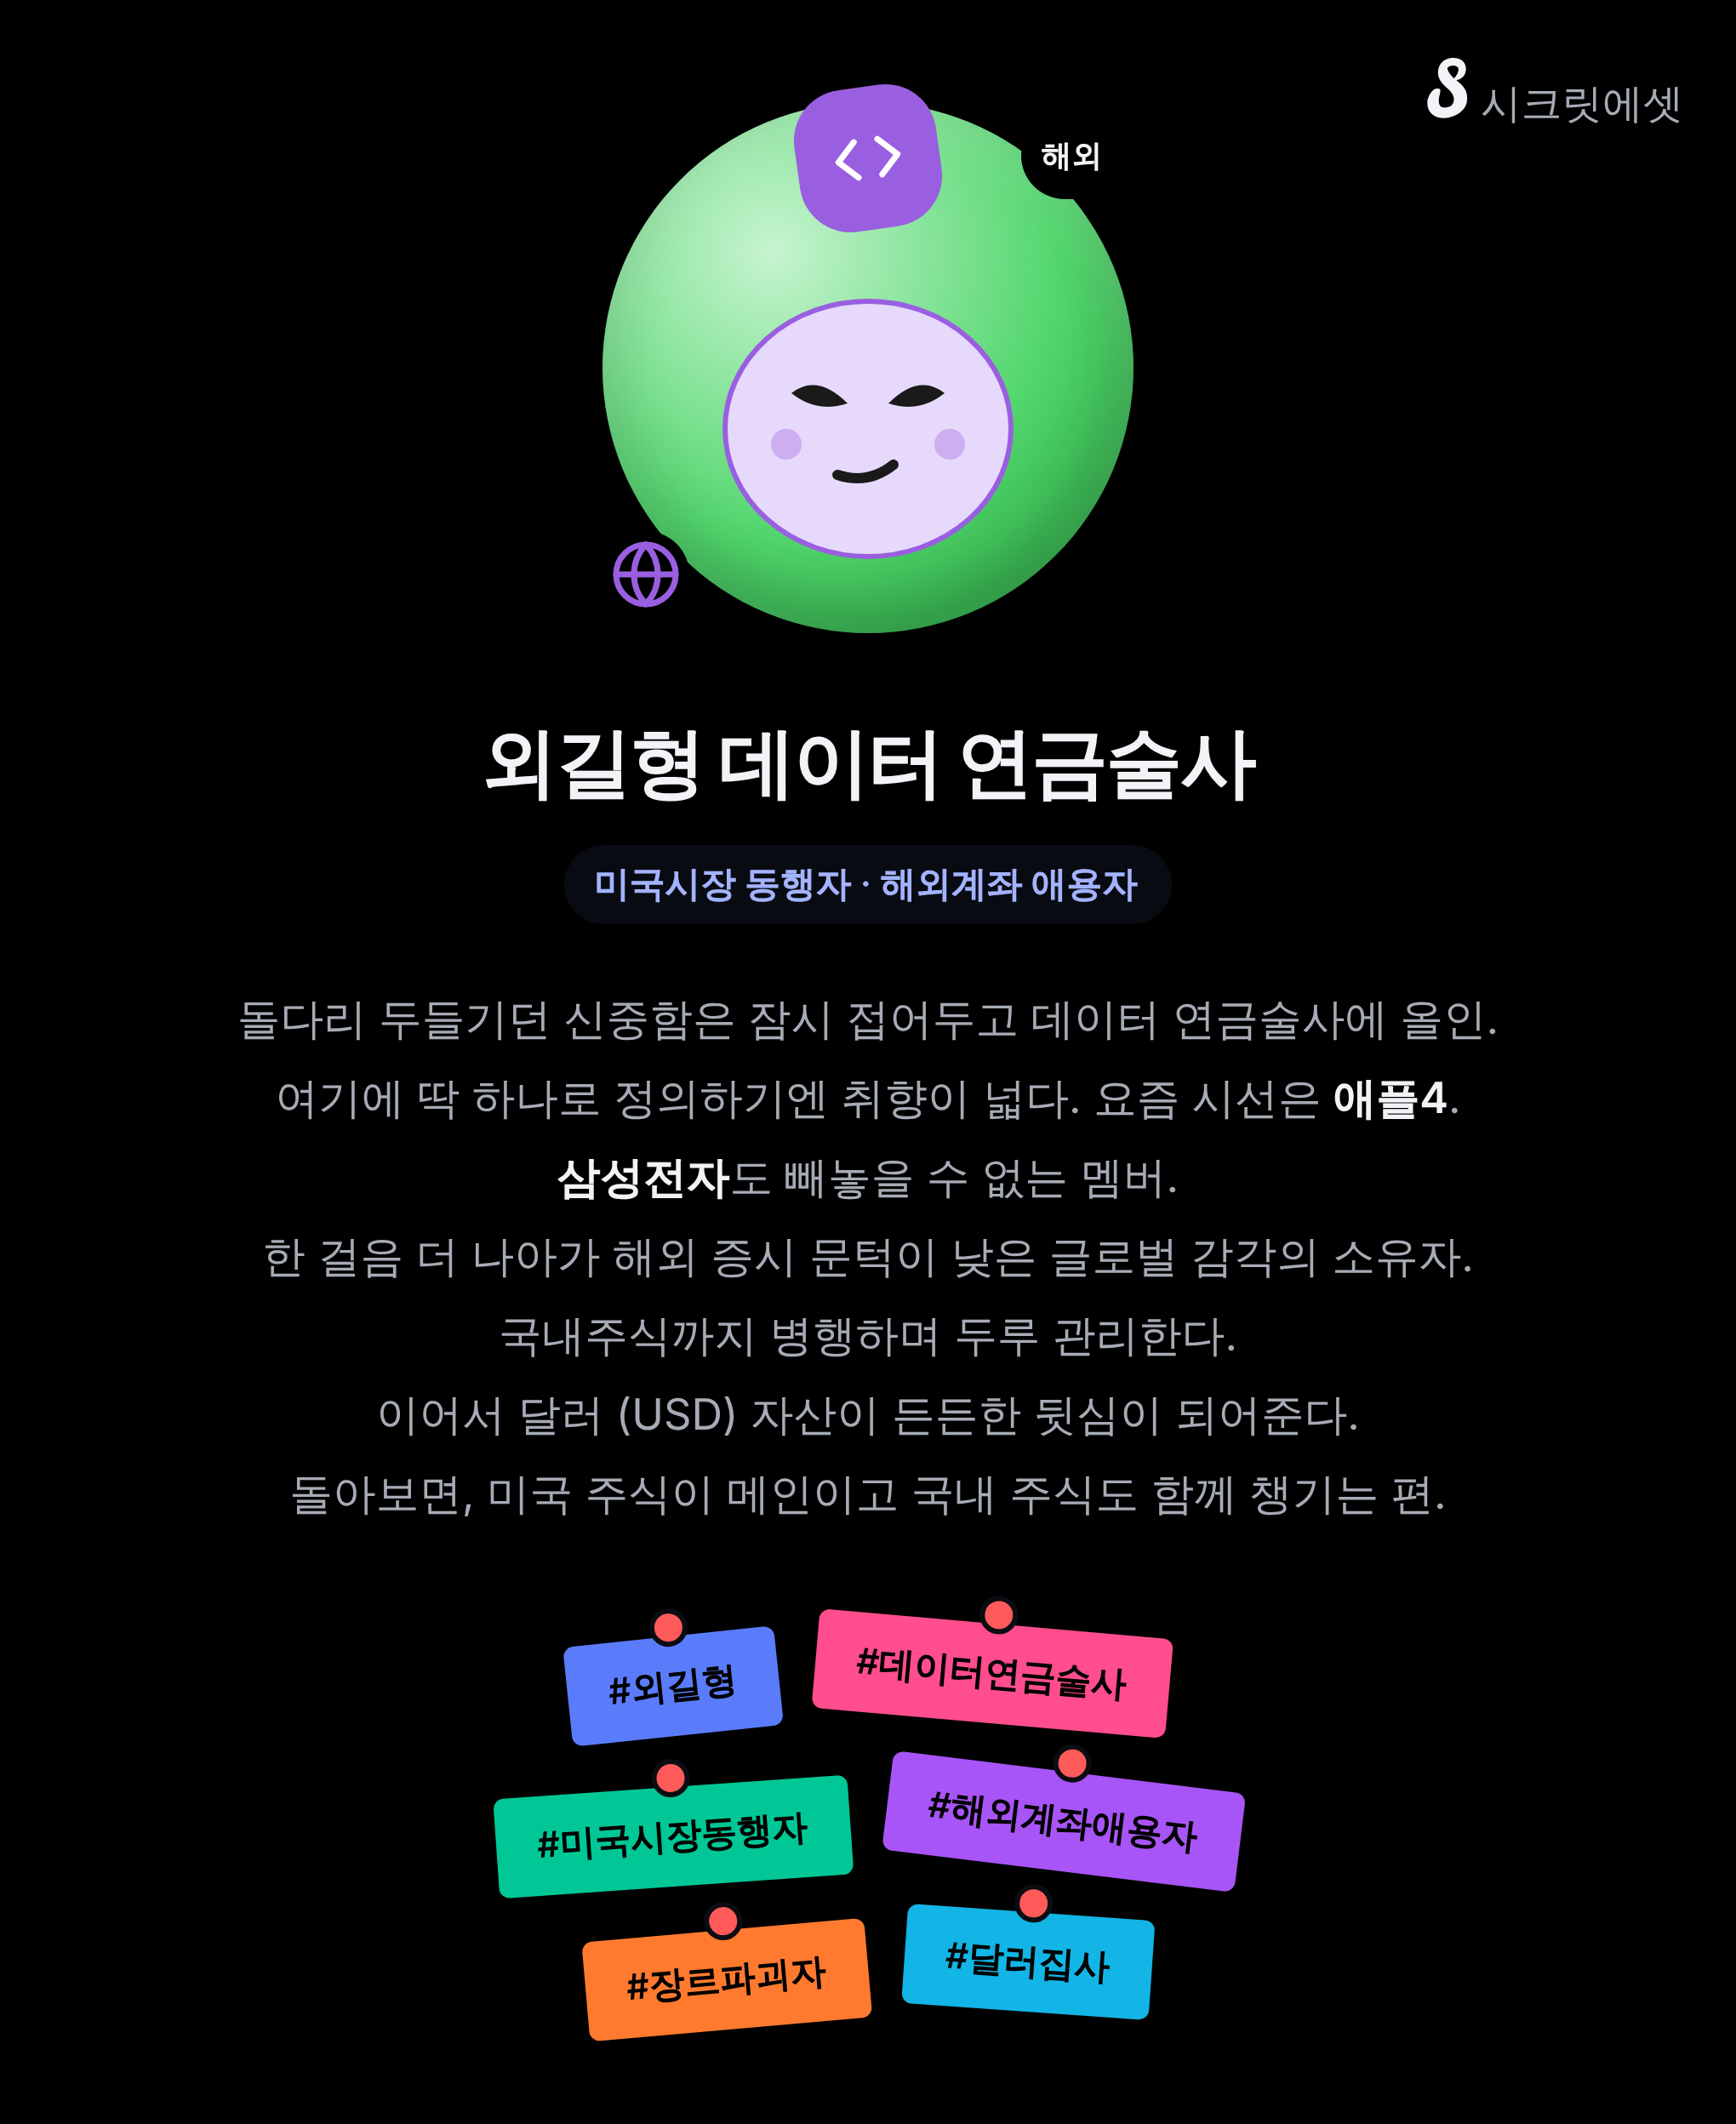 시크릿에셋
해외
외길형 데이터 연금술사
미국시장 동행자 · 해외계좌 애용자
돌다리 두들기던 신중함은 잠시 접어두고 데이터 연금술사에 올인.
여기에 딱 하나로 정의하기엔 취향이 넓다. 요즘 시선은 애플4.
삼성전자도 빼놓을 수 없는 멤버.
한 걸음 더 나아가 해외 증시 문턱이 낮은 글로벌 감각의 소유자.
국내주식까지 병행하며 두루 관리한다.
이어서 달러 (USD) 자산이 든든한 뒷심이 되어준다.
돌아보면, 미국 주식이 메인이고 국내 주식도 함께 챙기는 편.
#외길형
#데이터연금술사
#미국시장동행자
#해외계좌애용자
#장르파괴자
#달러집사